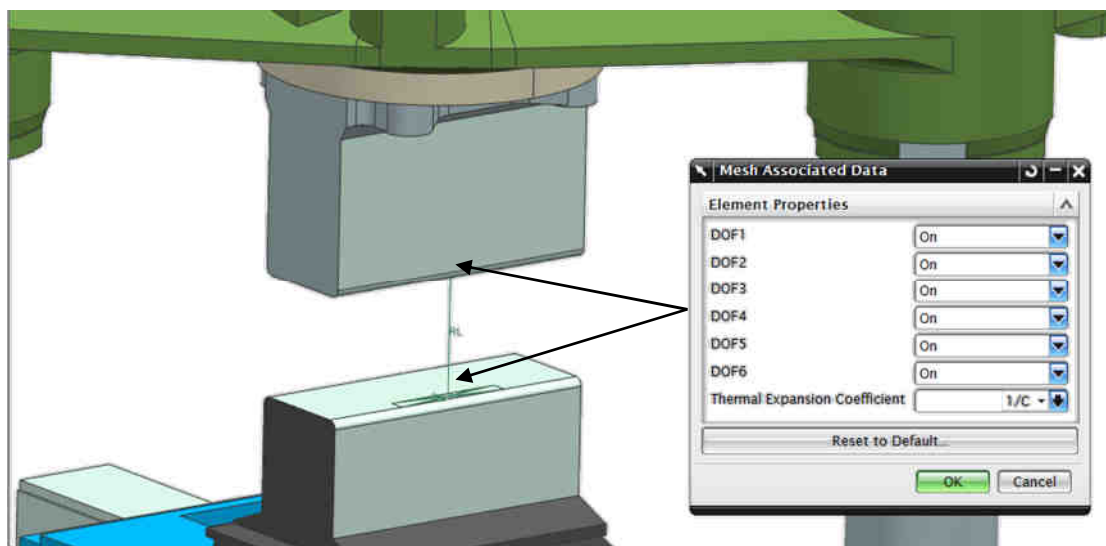 Mesh Associated Data
Element Properties
DOF1 On
DOF2 On
DOF3 On
DOF4 On
DOF5 On
DOF6 On
Thermal Expansion Coefficient 1/C
Reset to Default...
OK Cancel
RL